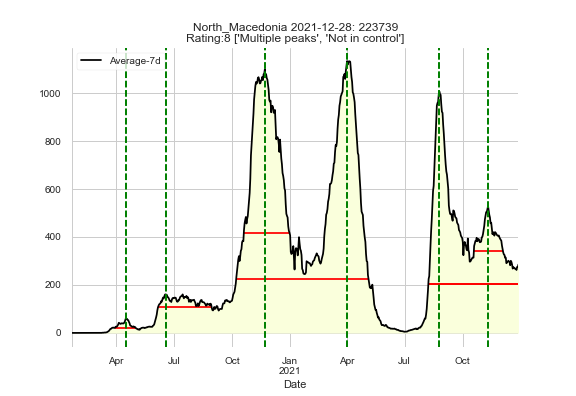 North_Macedonia 2021-12-28: 223739
Rating:8 ['Multiple peaks', 'Not in control']
Average-7d
1000
800
600
400
200
0
Apr Jul Oct Jan Apr Jul Oct
2021
Date